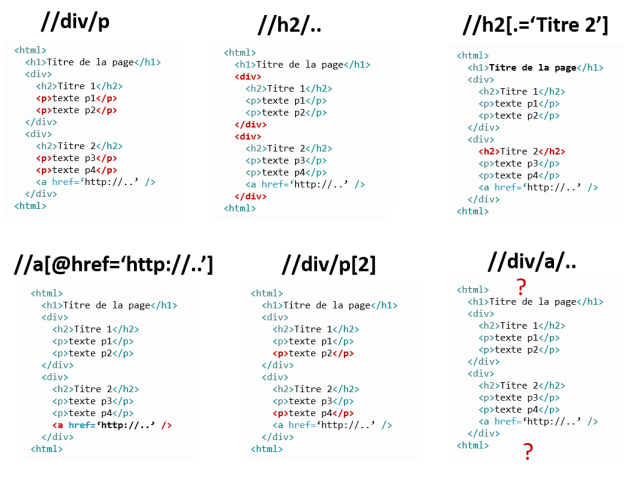 //div/p
<html>
<h1>Titre de la page</h1>
<div>
<h2>Titre 1</h2>
<p>texte p1</p>
<p>texte p2</p>
</div>
<div>
<h2>Titre 2</h2>
<p>texte p3</p>
<p>texte p4</p>
<a href=‘http://..’ />
</div>
<html>
//h2/..
<html>
<h1>Titre de la page</h1>
<div>
<h2>Titre 1</h2>
<p>texte p1</p>
<p>texte p2</p>
</div>
<div>
<h2>Titre 2</h2>
<p>texte p3</p>
<p>texte p4</p>
<a href=‘http://..’ />
</div>
<html>
//h2[.=‘Titre 2’]
<html>
<h1>Titre de la page</h1>
<div>
<h2>Titre 1</h2>
<p>texte p1</p>
<p>texte p2</p>
</div>
<div>
<h2>Titre 2</h2>
<p>texte p3</p>
<p>texte p4</p>
<a href=‘http://..’ />
</div>
<html>
//a[@href=‘http://..’]
<html>
<h1>Titre de la page</h1>
<div>
<h2>Titre 1</h2>
<p>texte p1</p>
<p>texte p2</p>
</div>
<div>
<h2>Titre 2</h2>
<p>texte p3</p>
<p>texte p4</p>
<a href=‘http://..’ />
</div>
<html>
//div/p[2]
<html>
<h1>Titre de la page</h1>
<div>
<h2>Titre 1</h2>
<p>texte p1</p>
<p>texte p2</p>
</div>
<div>
<h2>Titre 2</h2>
<p>texte p3</p>
<p>texte p4</p>
<a href=‘http://..’ />
</div>
<html>
//div/a/..
?
<html>
<h1>Titre de la page</h1>
<div>
<h2>Titre 1</h2>
<p>texte p1</p>
<p>texte p2</p>
</div>
<div>
<h2>Titre 2</h2>
<p>texte p3</p>
<p>texte p4</p>
<a href=‘http://..’ />
</div>
<html>
?